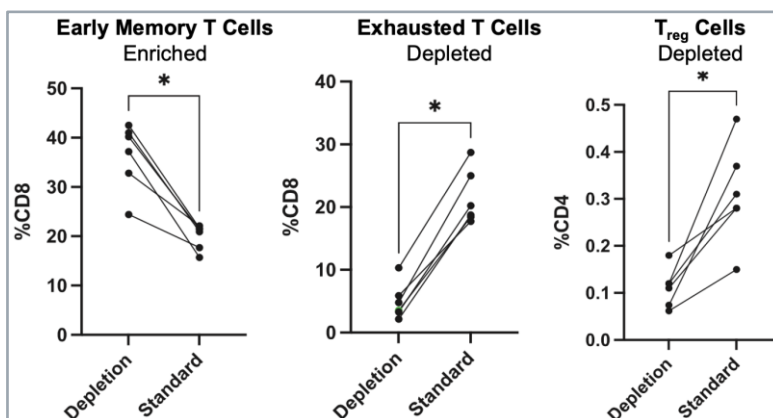 Early Memory T Cells
Enriched
*
%CD8
50
40
30
20
10
0
Depletion
Standard
Exhausted T Cells
Depleted
*
%CD8
40
30
20
10
0
Depletion
Standard
Treg Cells
Depleted
*
%CD4
0.5
0.4
0.3
0.2
0.1
0.0
Depletion
Standard